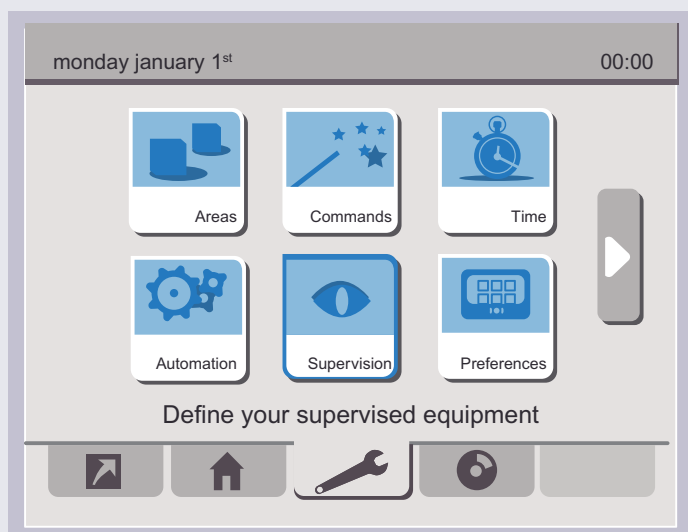 monday january 1st 00:00
Areas Commands Time
Automation Supervision Preferences
Define your supervised equipment